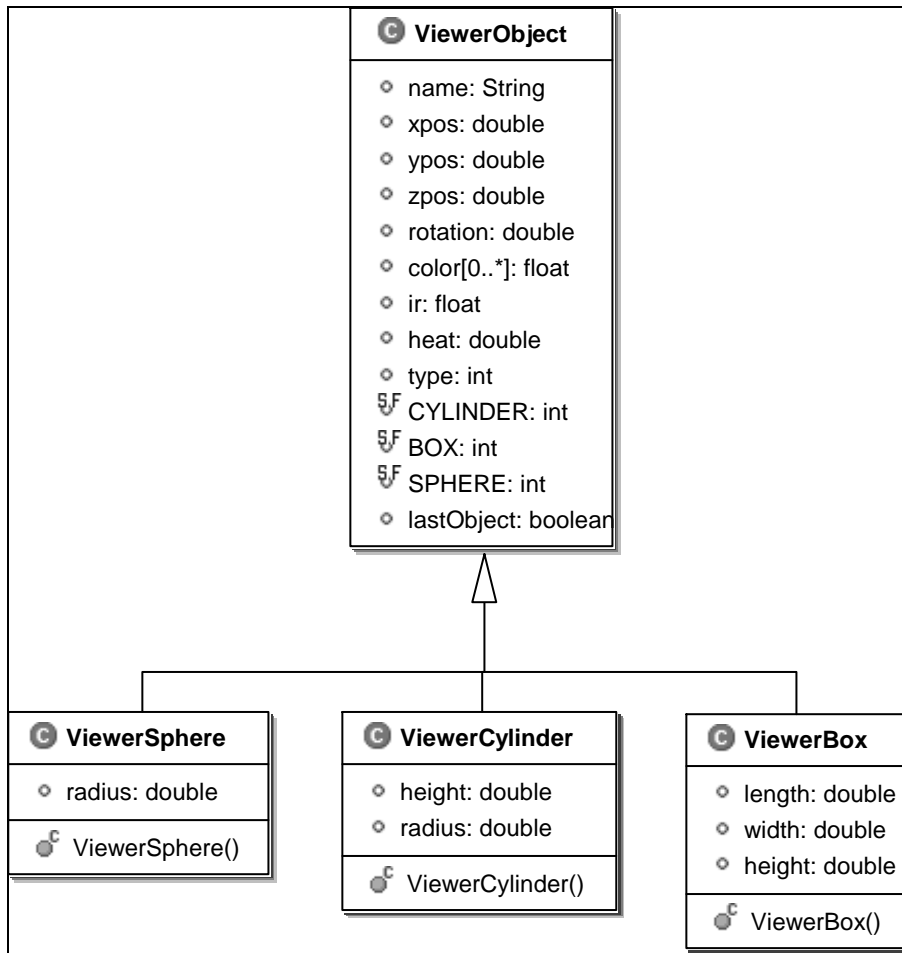 C ViewerObject
name: String
xpos: double
ypos: double
zpos: double
rotation: double
color[0..*]: float
ir: float
heat: double
type: int
S,F CYLINDER: int
S,F BOX: int
S,F SPHERE: int
lastObject: boolean
C ViewerSphere
radius: double
C ViewerSphere()
C ViewerCylinder
height: double
radius: double
C ViewerCylinder()
C ViewerBox
length: double
width: double
height: double
C ViewerBox()